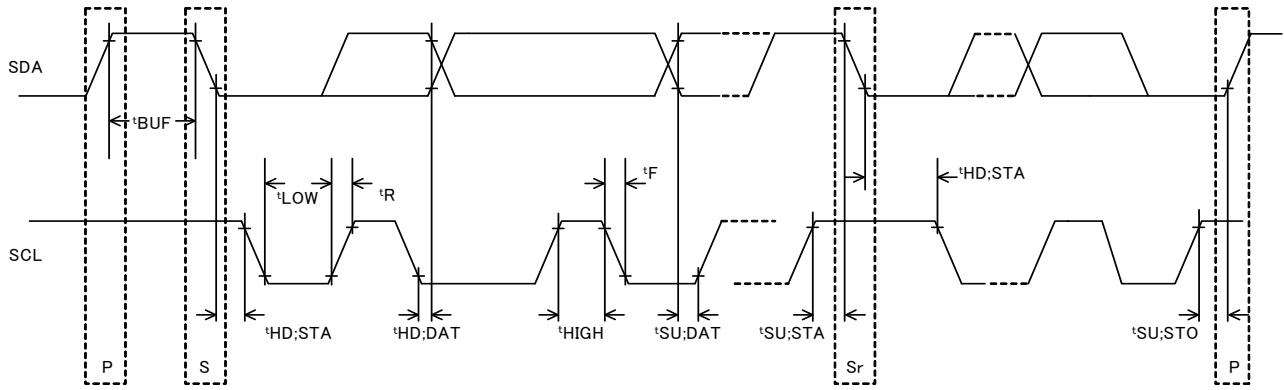 SDA
tBUF
tLOW
tR
tF
tHD;STA
SCL
tHD;STA
tHD;DAT
tHIGH
tSU;DAT
tSU;STA
tSU;STO
P
S
Sr
P